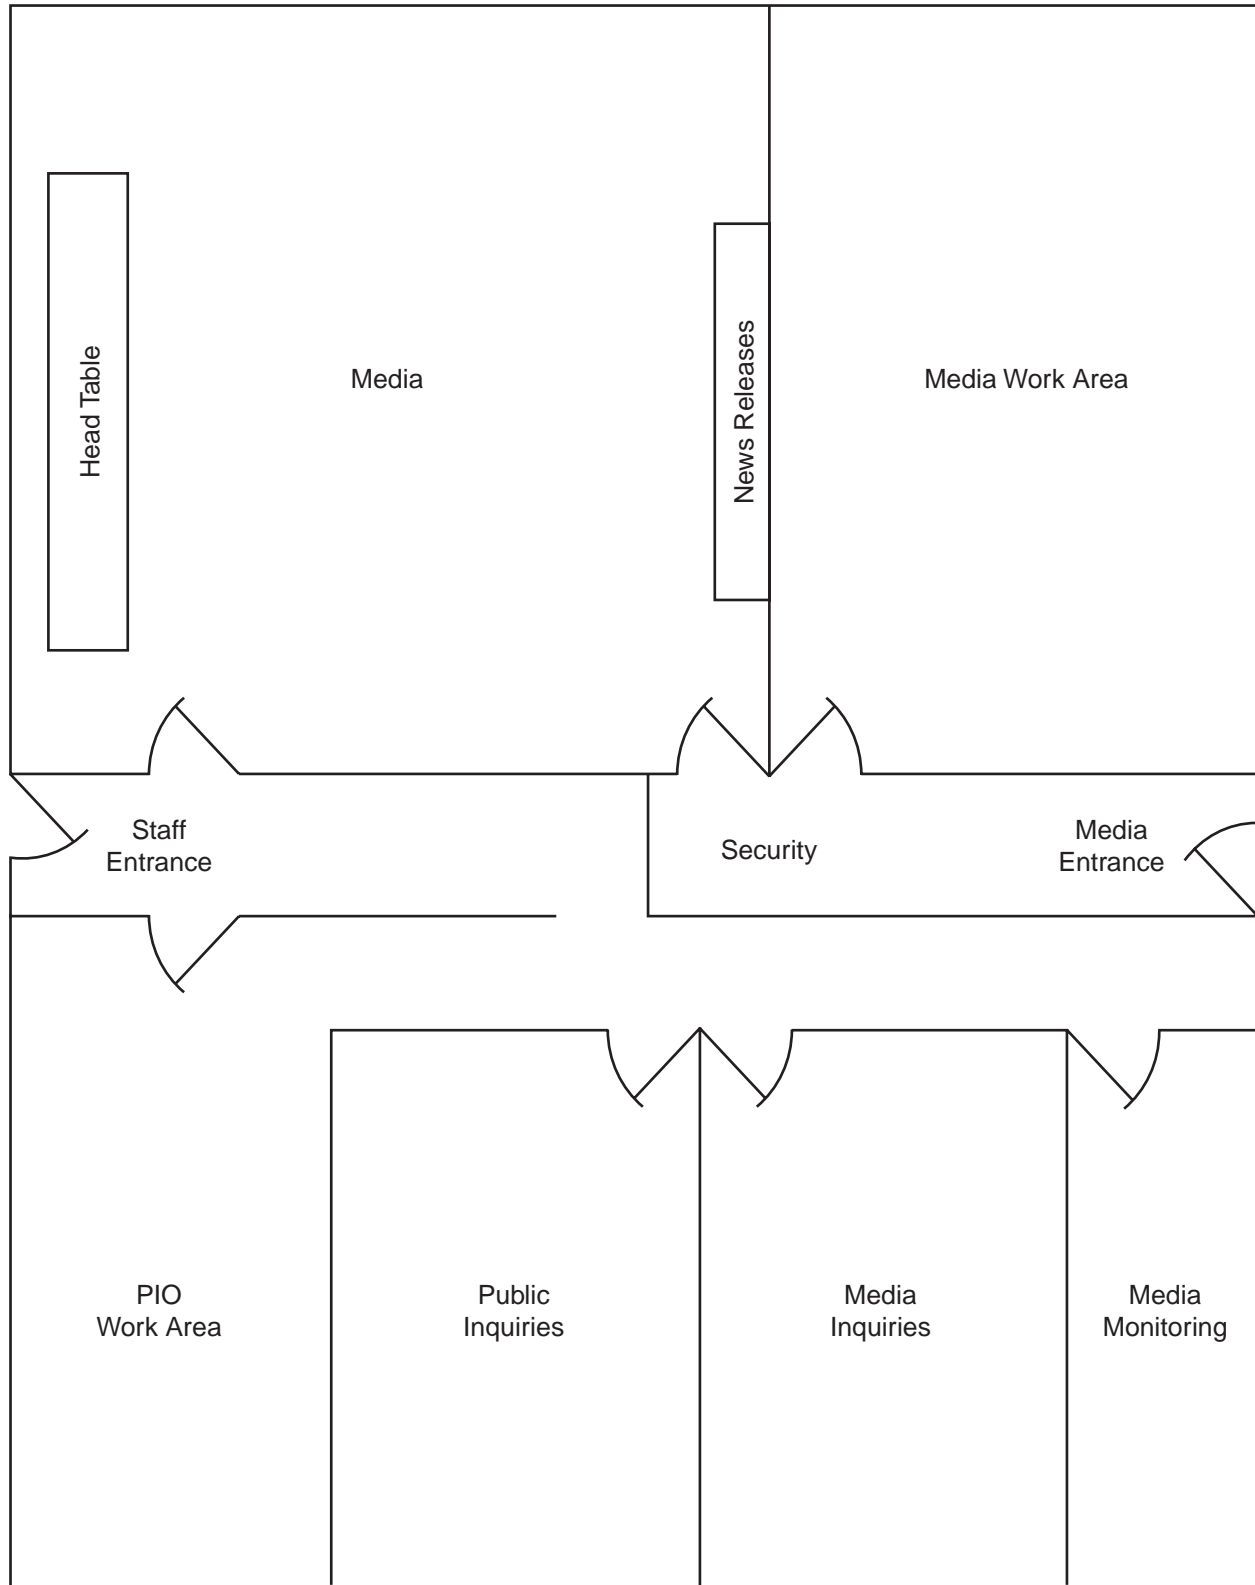 Head Table
Media
News Releases
Media Work Area
Staff
Entrance
Security
Media
Entrance
PIO
Work Area
Public
Inquiries
Media
Inquiries
Media
Monitoring